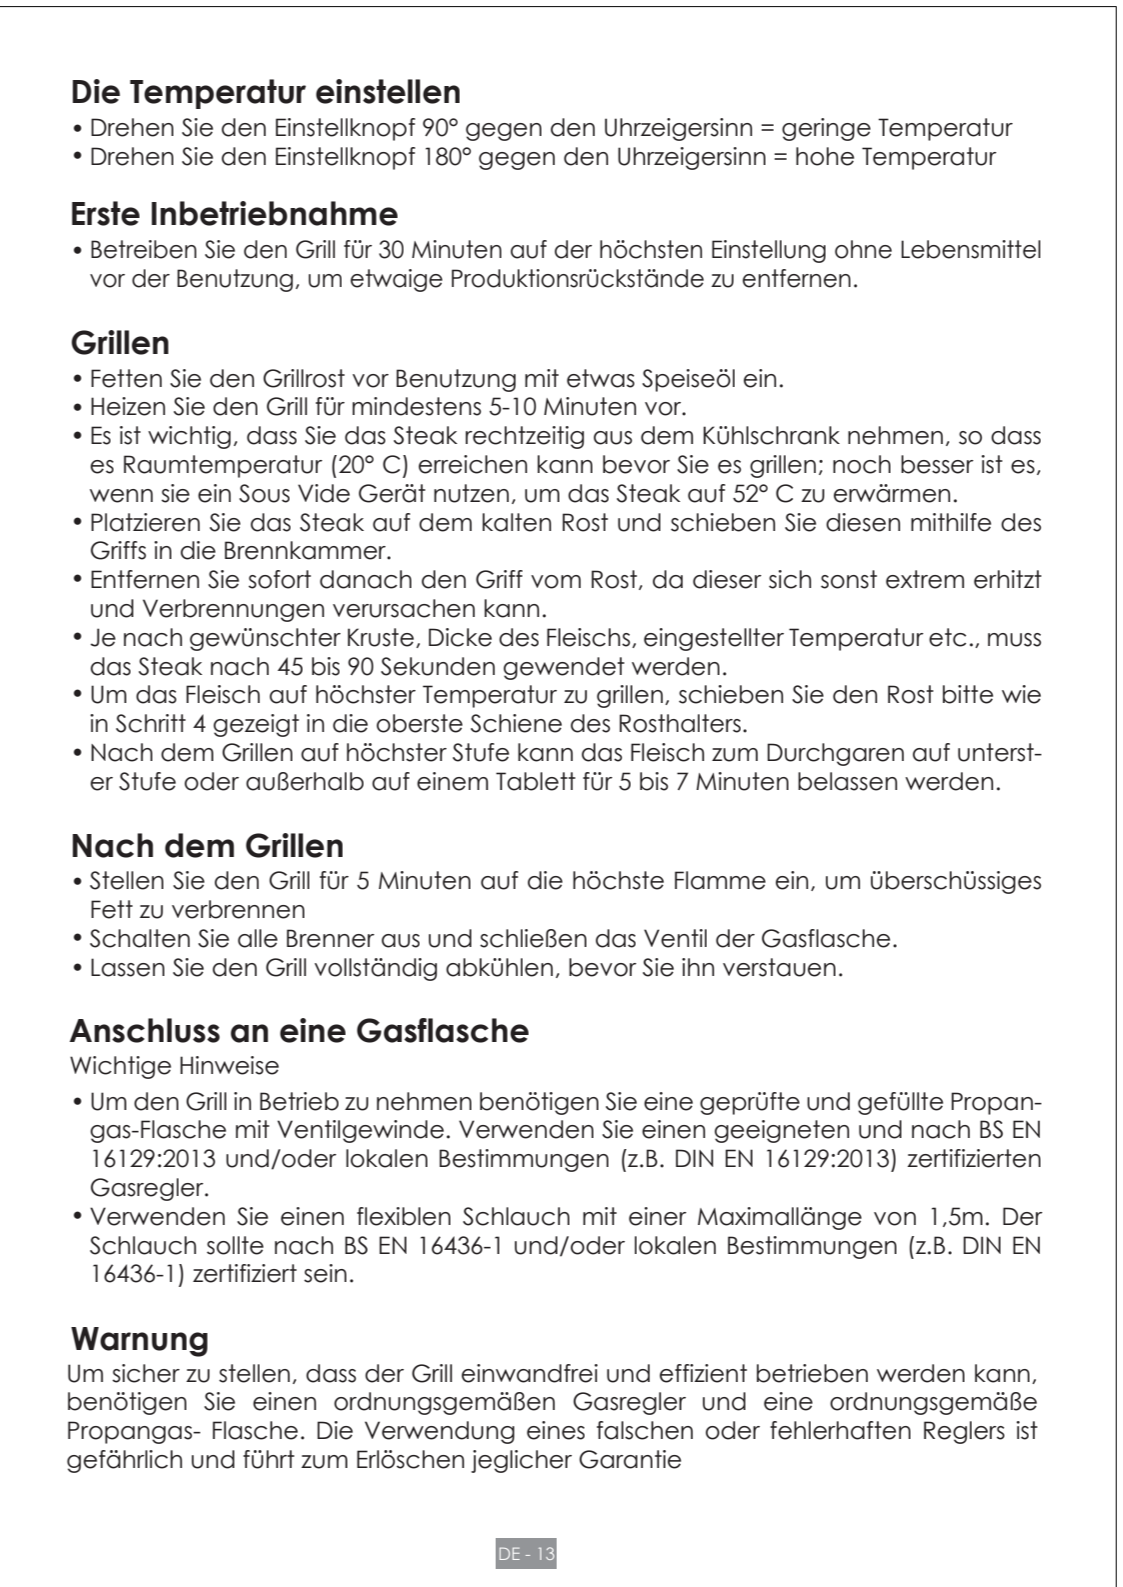 Die Temperatur einstellen
• Drehen Sie den Einstellknopf 90° gegen den Uhrzeigersinn = geringe Temperatur
• Drehen Sie den Einstellknopf 180° gegen den Uhrzeigersinn = hohe Temperatur
Erste Inbetriebnahme
• Betreiben Sie den Grill für 30 Minuten auf der höchsten Einstellung ohne Lebensmittel
vor der Benutzung, um etwaige Produktionsrückstände zu entfernen.
Grillen
• Fetten Sie den Grillrost vor Benutzung mit etwas Speiseöl ein.
• Heizen Sie den Grill für mindestens 5-10 Minuten vor.
• Es ist wichtig, dass Sie das Steak rechtzeitig aus dem Kühlschrank nehmen, so dass
es Raumtemperatur (20° C) erreichen kann bevor Sie es grillen; noch besser ist es,
wenn sie ein Sous Vide Gerät nutzen, um das Steak auf 52° C zu erwärmen.
• Platzieren Sie das Steak auf dem kalten Rost und schieben Sie diesen mithilfe des
Griffs in die Brennkammer.
• Entfernen Sie sofort danach den Griff vom Rost, da dieser sich sonst extrem erhitzt
und Verbrennungen verursachen kann.
• Je nach gewünschter Kruste, Dicke des Fleischs, eingestellter Temperatur etc., muss
das Steak nach 45 bis 90 Sekunden gewendet werden.
• Um das Fleisch auf höchster Temperatur zu grillen, schieben Sie den Rost bitte wie
in Schritt 4 gezeigt in die oberste Schiene des Rosthalters.
• Nach dem Grillen auf höchster Stufe kann das Fleisch zum Durchgaren auf unterst-
er Stufe oder außerhalb auf einem Tablett für 5 bis 7 Minuten belassen werden.
Nach dem Grillen
• Stellen Sie den Grill für 5 Minuten auf die höchste Flamme ein, um überschüssiges
Fett zu verbrennen
• Schalten Sie alle Brenner aus und schließen das Ventil der Gasflasche.
• Lassen Sie den Grill vollständig abkühlen, bevor Sie ihn verstauen.
Anschluss an eine Gasflasche
Wichtige Hinweise
• Um den Grill in Betrieb zu nehmen benötigen Sie eine geprüfte und gefüllte Propan-
gas-Flasche mit Ventilgewinde. Verwenden Sie einen geeigneten und nach BS EN
16129:2013 und/oder lokalen Bestimmungen (z.B. DIN EN 16129:2013) zertifizierten
Gasregler.
• Verwenden Sie einen flexiblen Schlauch mit einer Maximallänge von 1,5m. Der
Schlauch sollte nach BS EN 16436-1 und/oder lokalen Bestimmungen (z.B. DIN EN
16436-1) zertifiziert sein.
Warnung
Um sicher zu stellen, dass der Grill einwandfrei und effizient betrieben werden kann,
benötigen Sie einen ordnungsgemäßen Gasregler und eine ordnungsgemäße
Propangas- Flasche. Die Verwendung eines falschen oder fehlerhaften Reglers ist
gefährlich und führt zum Erlöschen jeglicher Garantie
DE - 13